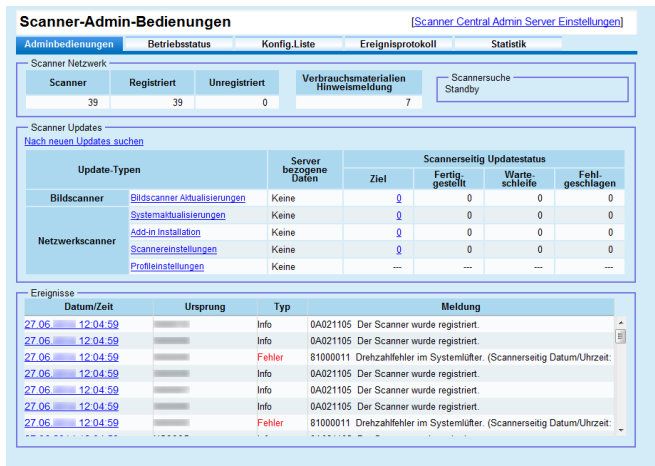 Scanner-Admin-Bedienungen [Scanner Central Admin Server Einstellungen]
Adminbedienungen Betriebsstatus Konfig.Liste Ereignisprotokoll Statistik
Scanner Netzwerk
Scanner Registriert Unregistriert
39 39 0
Verbrauchsmaterialien
Hinweismeldung
7
Scannersuche
Standby
Scanner Updates
Nach neuen Updates suchen
Update-Typen
Server
bezogene
Daten
Scannerseitig Updatestatus
Ziel
Fertig-
gestellt
Warte-
schleife
Fehl-
geschlagen
Bildscanner Bildscanner Aktualisierungen Keine 0 0 0 0
Netzwerkscanner
Systemaktualisierungen 0 0 0 0
Add-in Installation Keine 0 0 0 0
Scannereinstellungen Keine 0 0 0 0
Profileinstellungen Keine --- --- --- ---
Ereignisse
Datum/Zeit Ursprung Typ Meldung
27.06. 12:04:59 Info 0A021105 Der Scanner wurde registriert.
27.06. 12:04:59 Info 0A021105 Der Scanner wurde registriert.
27.06. 12:04:59 Fehler 81000011 Drehzahlfehler im Systemlüfter. (Scannerseitig Datum/Uhrzeit:
27.06. 12:04:59 Info 0A021105 Der Scanner wurde registriert.
27.06. 12:04:59 Info 0A021105 Der Scanner wurde registriert.
27.06. 12:04:59 Info 0A021105 Der Scanner wurde registriert.
27.06. 12:04:59 Fehler 81000011 Drehzahlfehler im Systemlüfter. (Scannerseitig Datum/Uhrzeit: